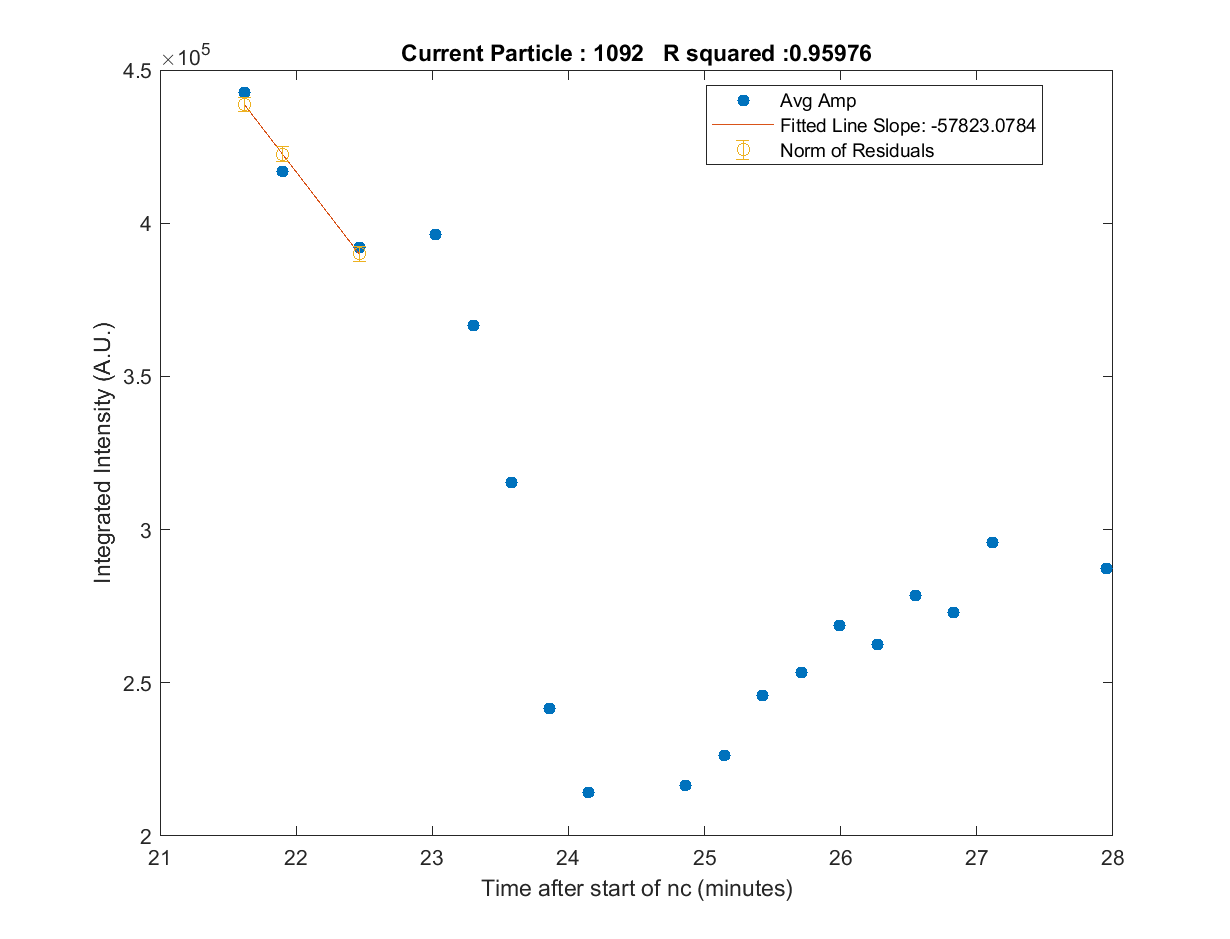 Current Particle : 1092   R squared :0.95976
×10^5
4.5
4
3.5
3
2.5
2
Integrated Intensity (A.U.)
Avg Amp
Fitted Line Slope: -57823.0784
Norm of Residuals
21 22 23 24 25 26 27 28
Time after start of nc (minutes)